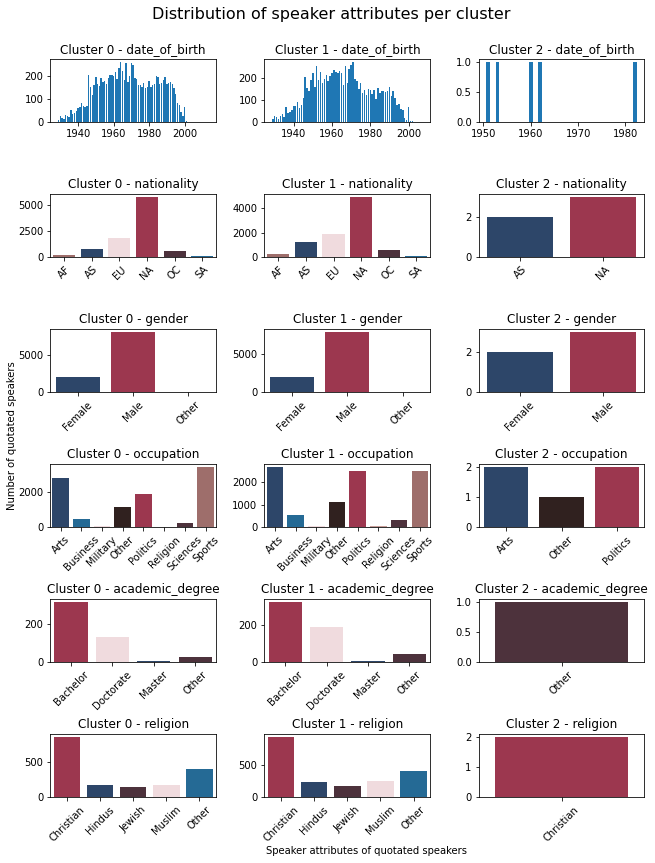 Distribution of speaker attributes per cluster
Cluster 0 - date_of_birth
Cluster 1 - date_of_birth
Cluster 2 - date_of_birth
200
100
0
1940 1960 1980 2000
200
100
0
1940 1960 1980 2000
1.0
0.5
0.0
1950 1960 1970 1980
Cluster 0 - nationality
Cluster 1 - nationality
Cluster 2 - nationality
5000
2500
0
AF AS EU NA OC SA
4000
2000
0
AF AS EU NA OC SA
2
0
AS NA
Cluster 0 - gender
Cluster 1 - gender
Cluster 2 - gender
5000
0
Female Male Other
5000
0
Female Male Other
2
0
Female Male
Number of quotated speakers
Cluster 0 - occupation
Cluster 1 - occupation
Cluster 2 - occupation
2000
0
Arts Business Military Other Politics Religion Sciences Sports
2000
1000
0
Arts Business Military Other Politics Religion Sciences Sports
2
1
0
Arts Other Politics
Cluster 0 - academic_degree
Cluster 1 - academic_degree
Cluster 2 - academic_degree
200
0
Bachelor Doctorate Master Other
200
0
Bachelor Doctorate Master Other
1.0
0.5
0.0
Other
Cluster 0 - religion
Cluster 1 - religion
Cluster 2 - religion
500
0
Christian Hindus Jewish Muslim Other
500
0
Christian Hindus Jewish Muslim Other
2
1
0
Christian
Speaker attributes of quotated speakers